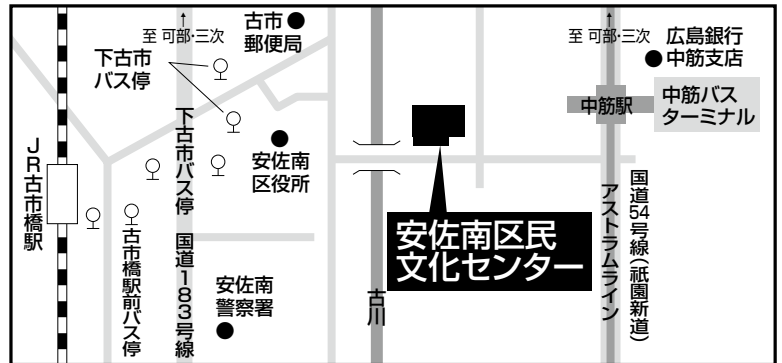 至 可部・三次
古市
郵便局
下古市
バス停
下古市バス停
国道183号線
安佐南
区役所
JR古市橋駅
古市橋駅前バス停
安佐南
警察署
古川
安佐南区民
文化センター
至 可部・三次
広島銀行
中筋支店
中筋駅
中筋バス
ターミナル
アストラムライン
国道54号線(祇園新道)